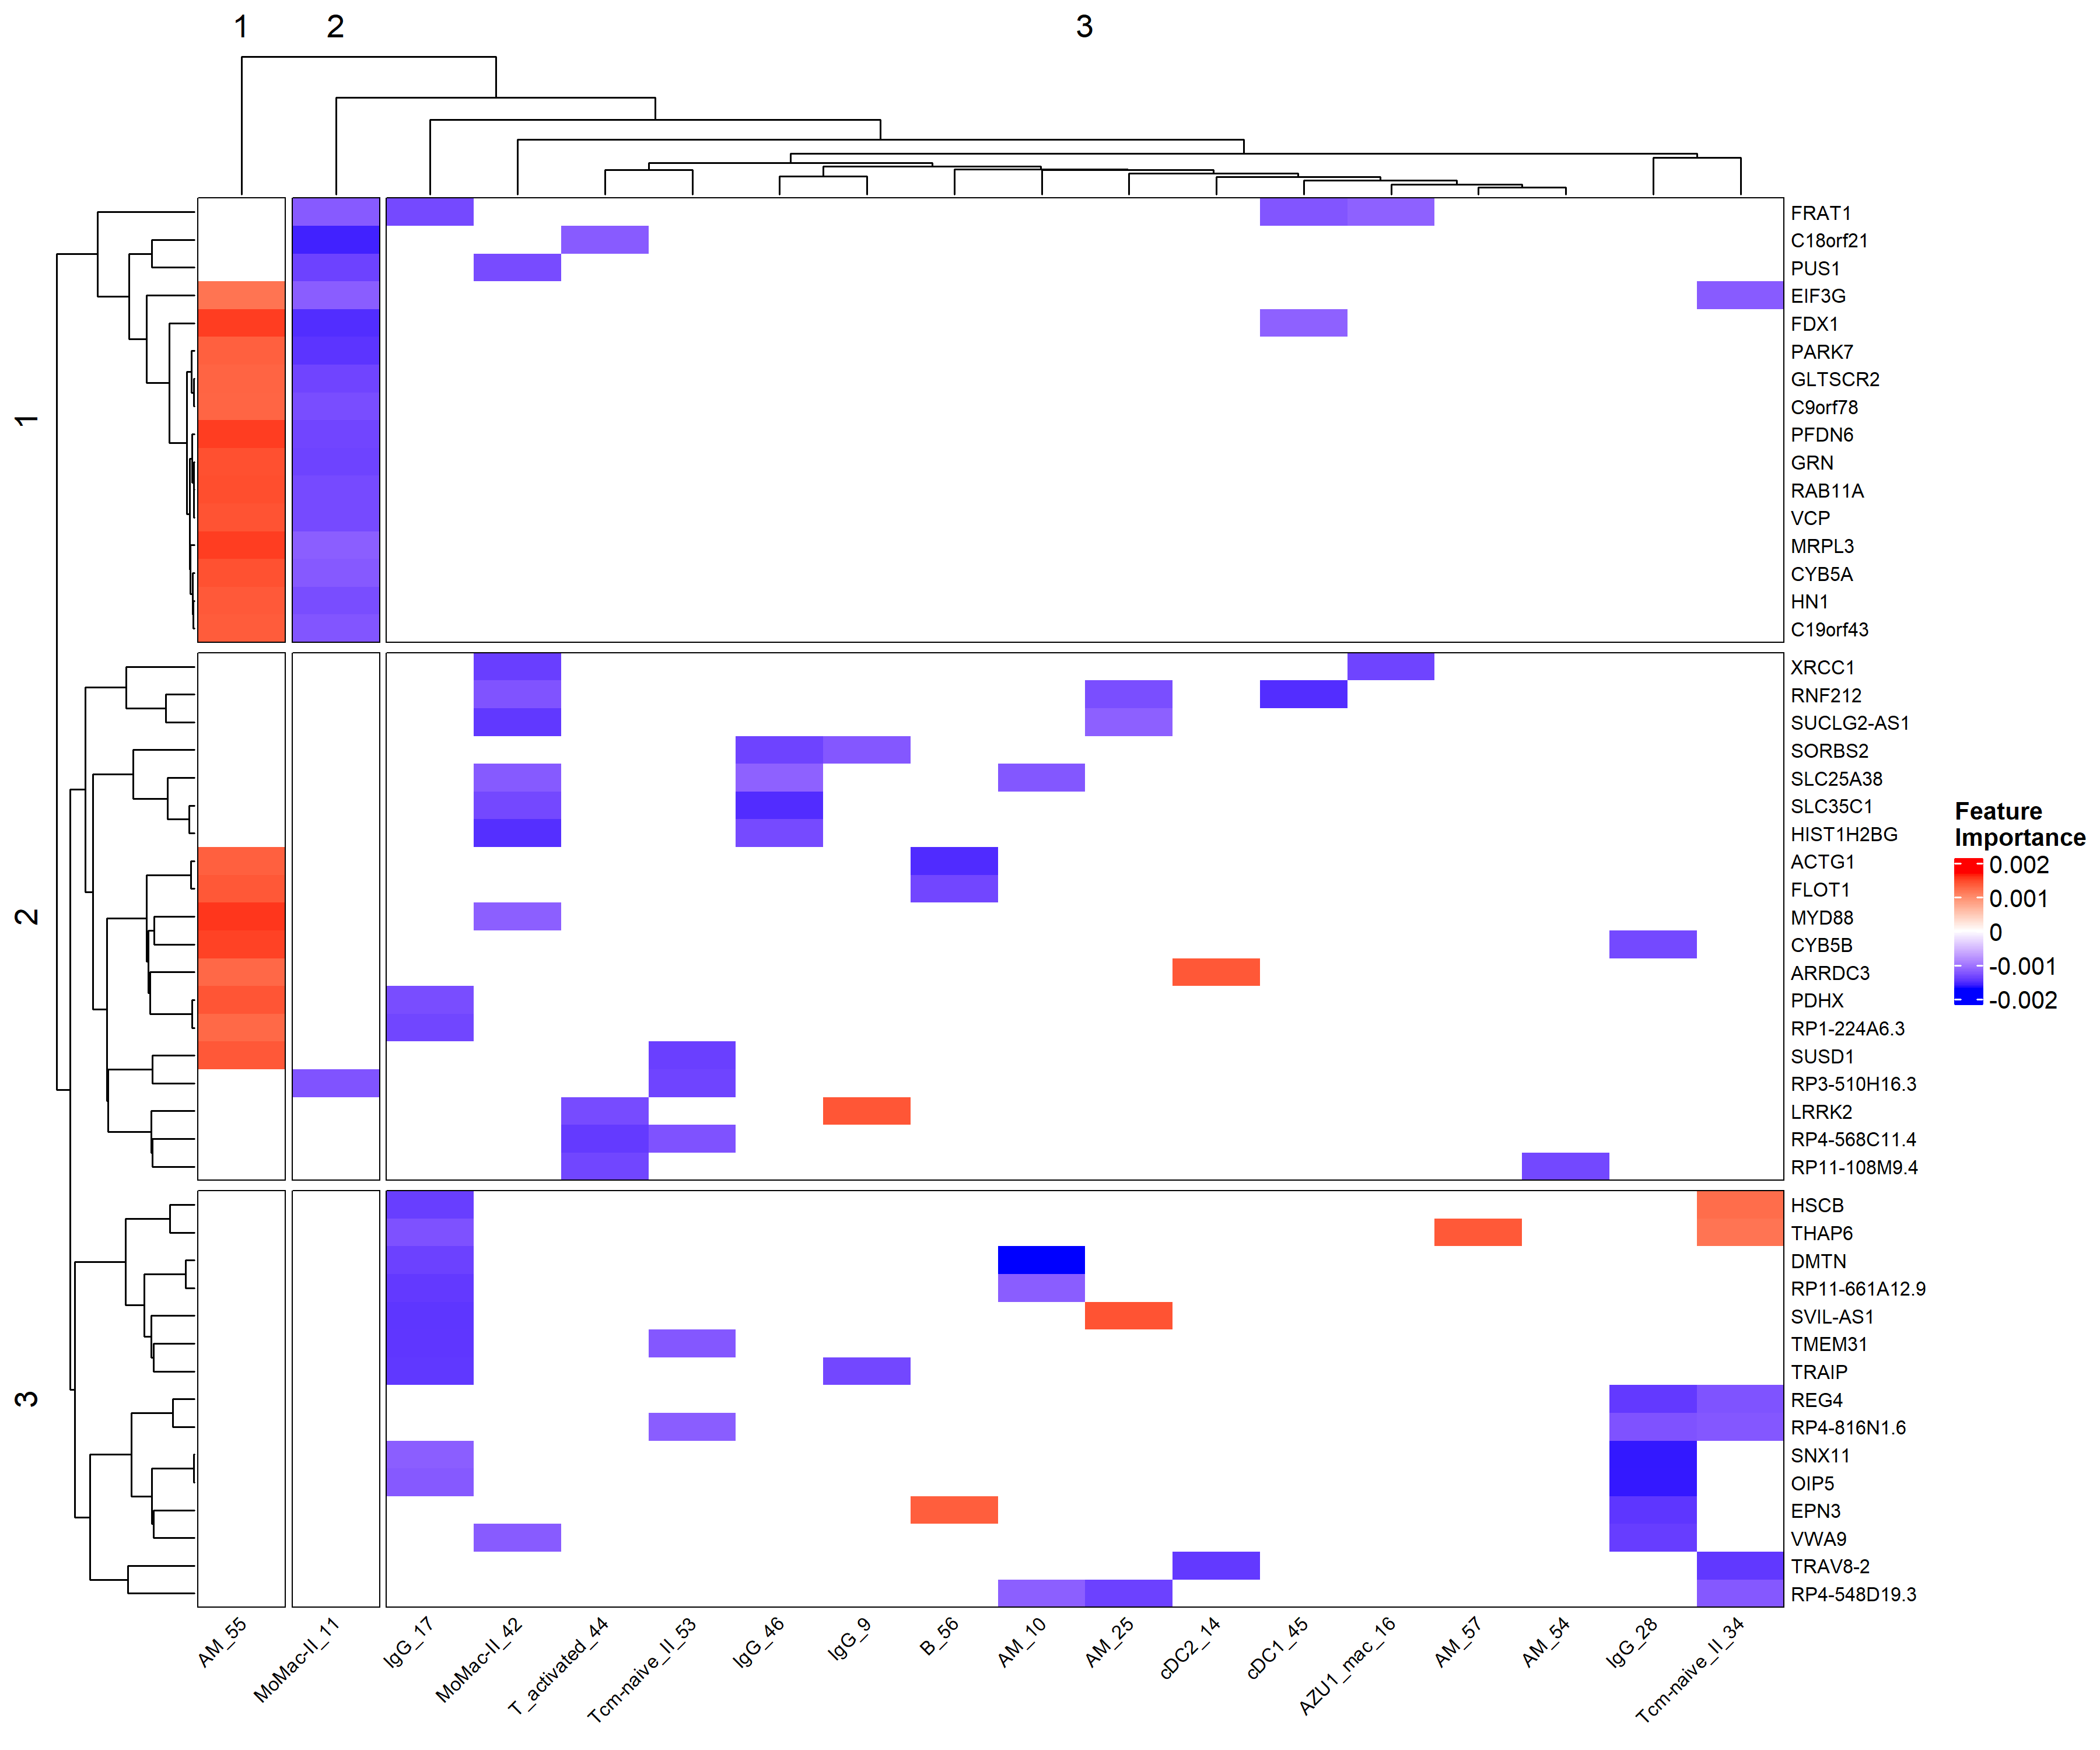 1
2
3
1
2
3
FRAT1
C18orf21
PUS1
EIF3G
FDX1
PARK7
GLTSCR2
C9orf78
PFDN6
GRN
RAB11A
VCP
MRPL3
CYB5A
HN1
C19orf43
XRCC1
RNF212
SUCLG2-AS1
SORBS2
SLC25A38
SLC35C1
HIST1H2BG
ACTG1
FLOT1
MYD88
CYB5B
ARRDC3
PDHX
RP1-224A6.3
SUSD1
RP3-510H16.3
LRRK2
RP4-568C11.4
RP11-108M9.4
HSCB
THAP6
DMTN
RP11-661A12.9
SVIL-AS1
TMEM31
TRAIP
REG4
RP4-816N1.6
SNX11
OIP5
EPN3
VWA9
TRAV8-2
RP4-548D19.3
AM_55
MoMac-II_11
IgG_17
MoMac-II_42
T_activated_44
Tcm-naive_II_53
IgG_46
IgG_9
B_56
AM_10
AM_25
cDC2_14
cDC1_45
AZU1_mac_16
AM_57
AM_54
IgG_28
Tcm-naive_II_34
Feature
Importance
0.002
0.001
0
-0.001
-0.002